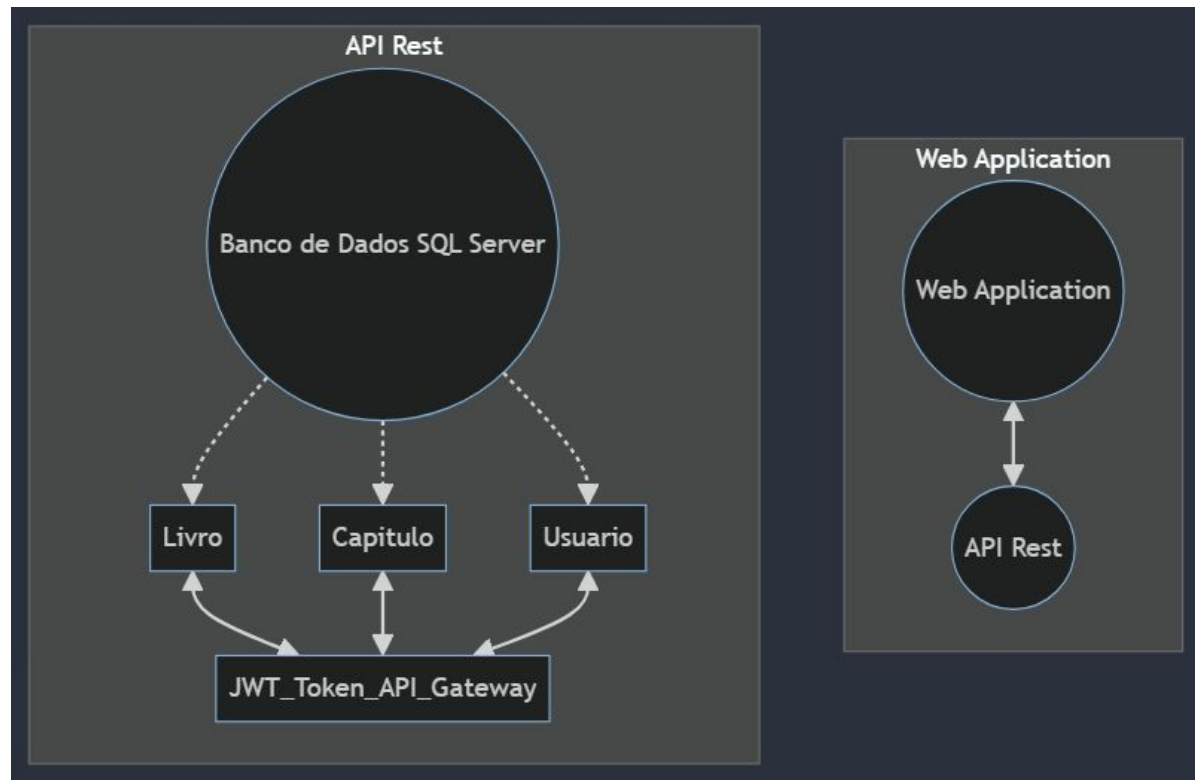 API Rest
Banco de Dados SQL Server
Livro
Capitulo
Usuario
JWT_Token_API_Gateway
Web Application
Web Application
API Rest